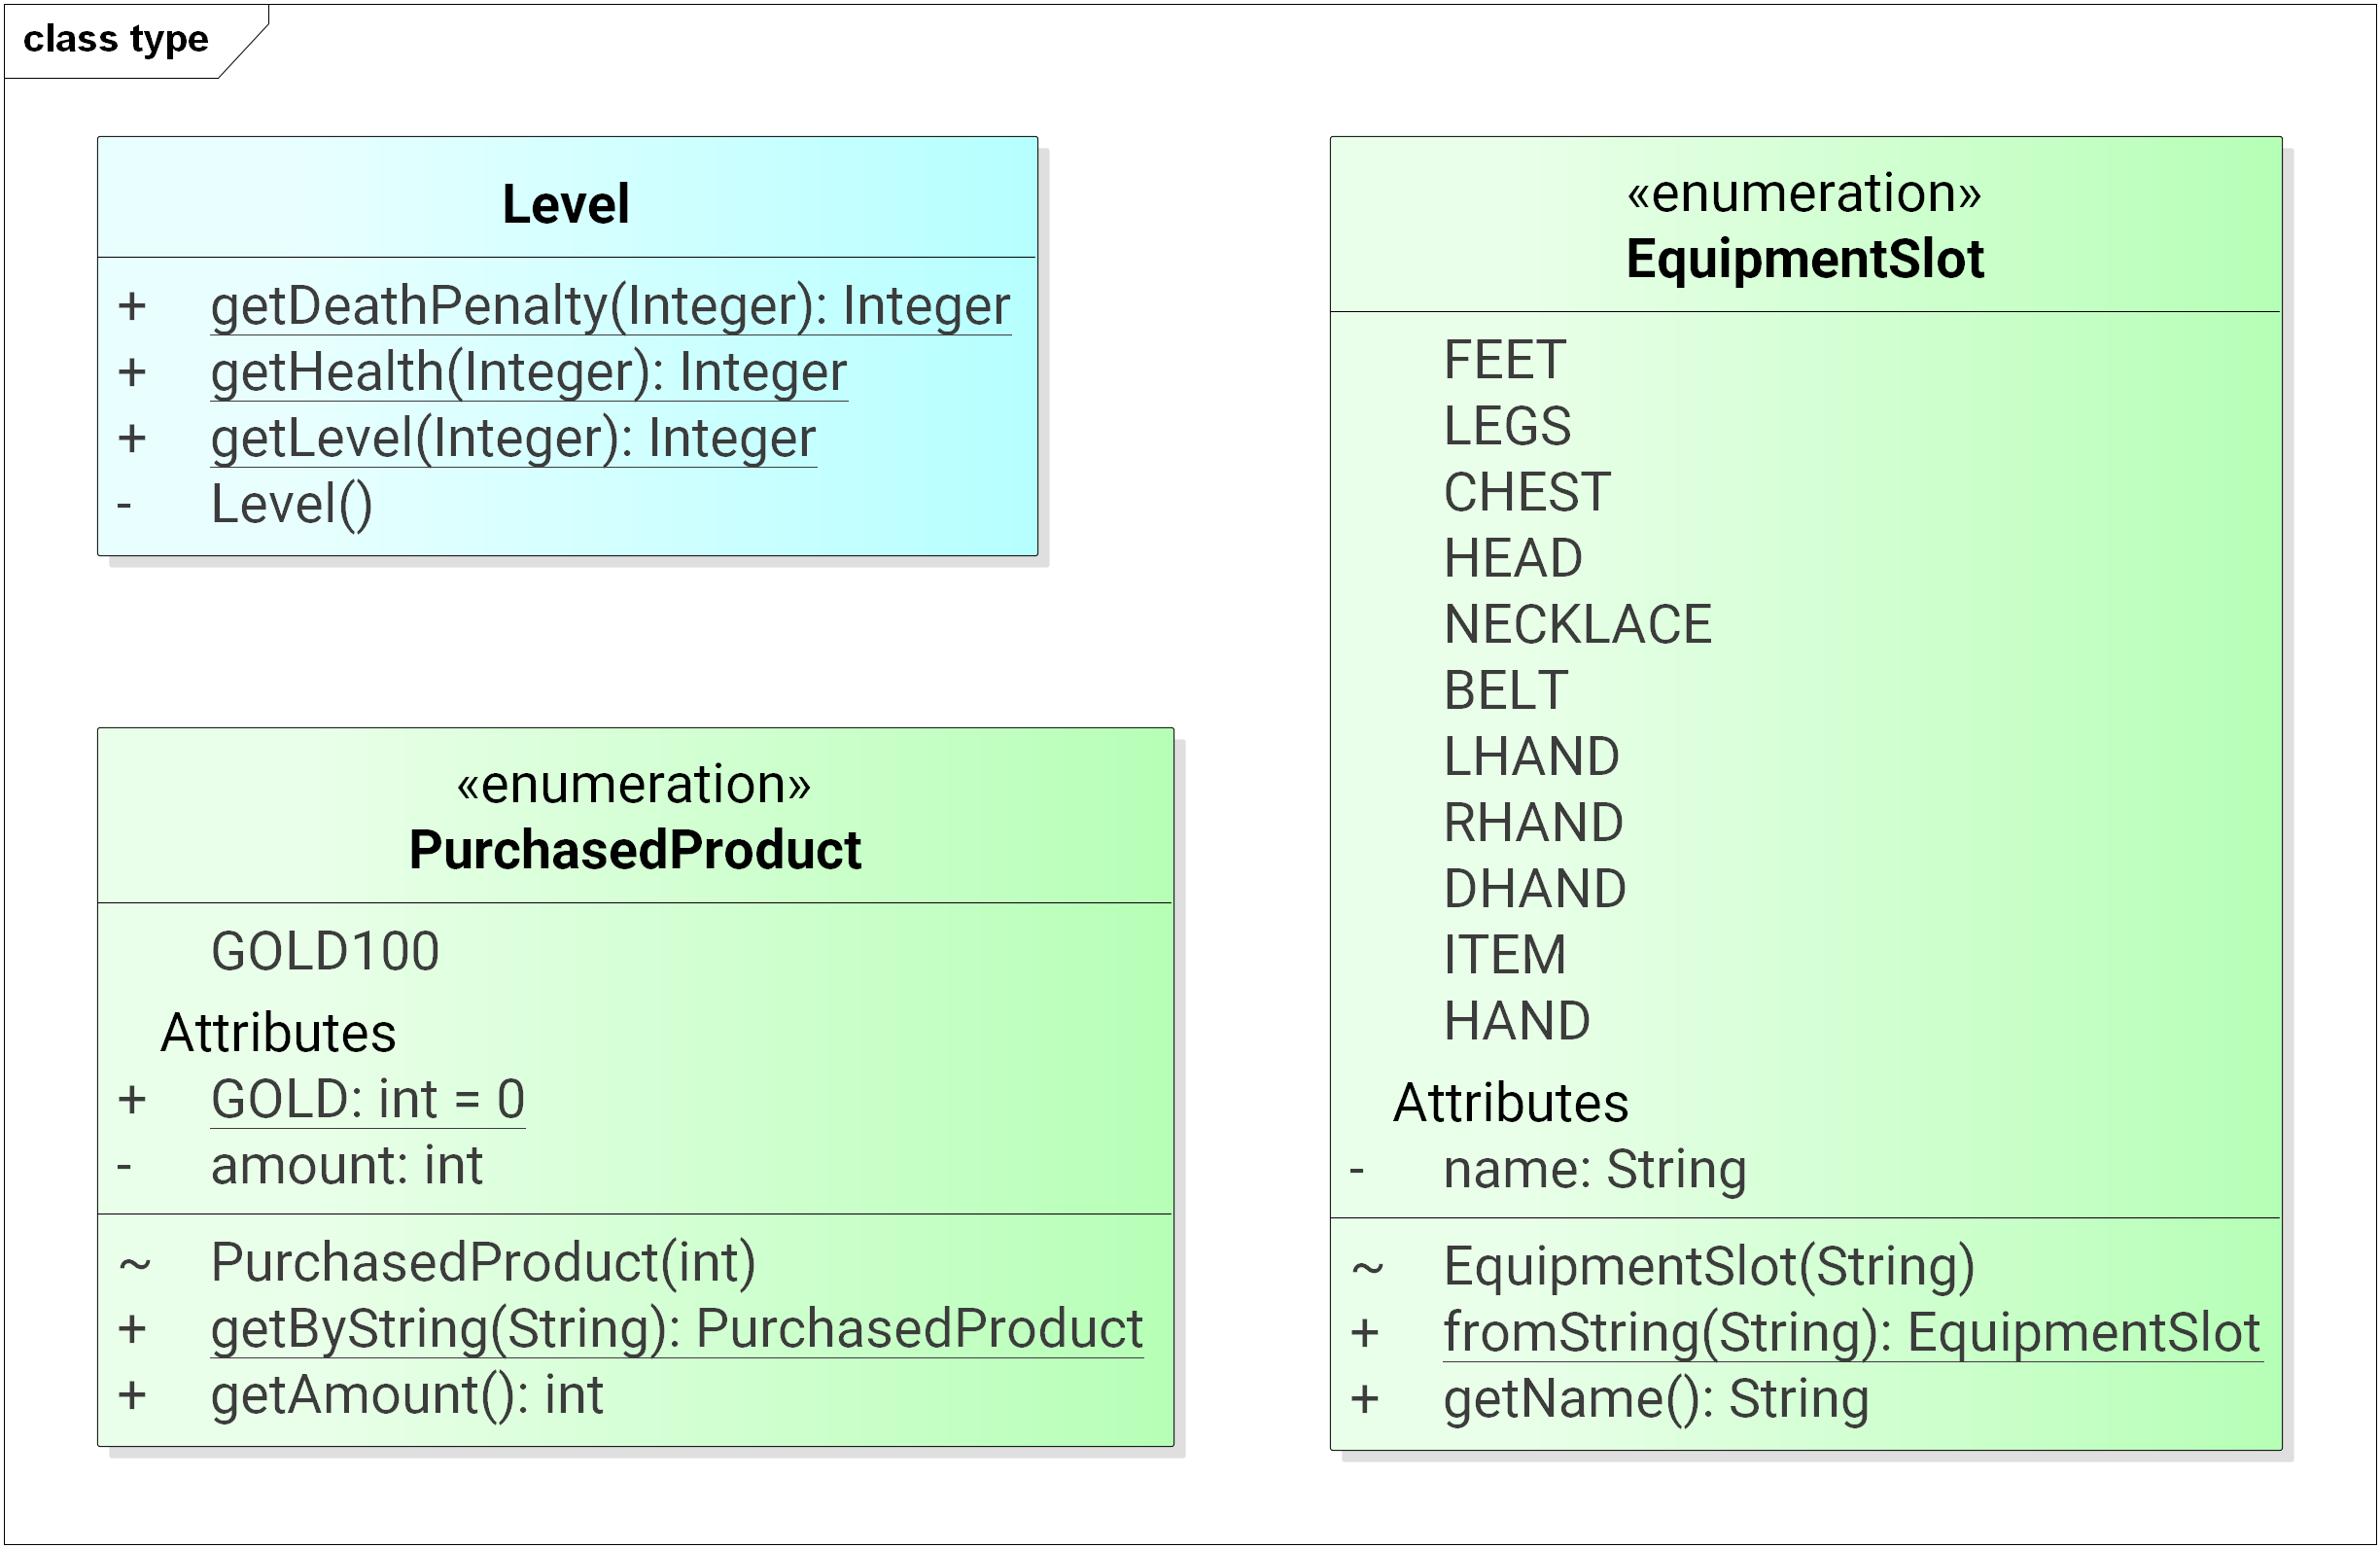 class type
Level
+ getDeathPenalty(Integer): Integer
+ getHealth(Integer): Integer
+ getLevel(Integer): Integer
- Level()
«enumeration»
PurchasedProduct
GOLD100
Attributes
+ GOLD: int = 0
- amount: int
~ PurchasedProduct(int)
+ getByString(String): PurchasedProduct
+ getAmount(): int
«enumeration»
EquipmentSlot
FEET
LEGS
CHEST
HEAD
NECKLACE
BELT
LHAND
RHAND
DHAND
ITEM
HAND
Attributes
- name: String
~ EquipmentSlot(String)
+ fromString(String): EquipmentSlot
+ getName(): String